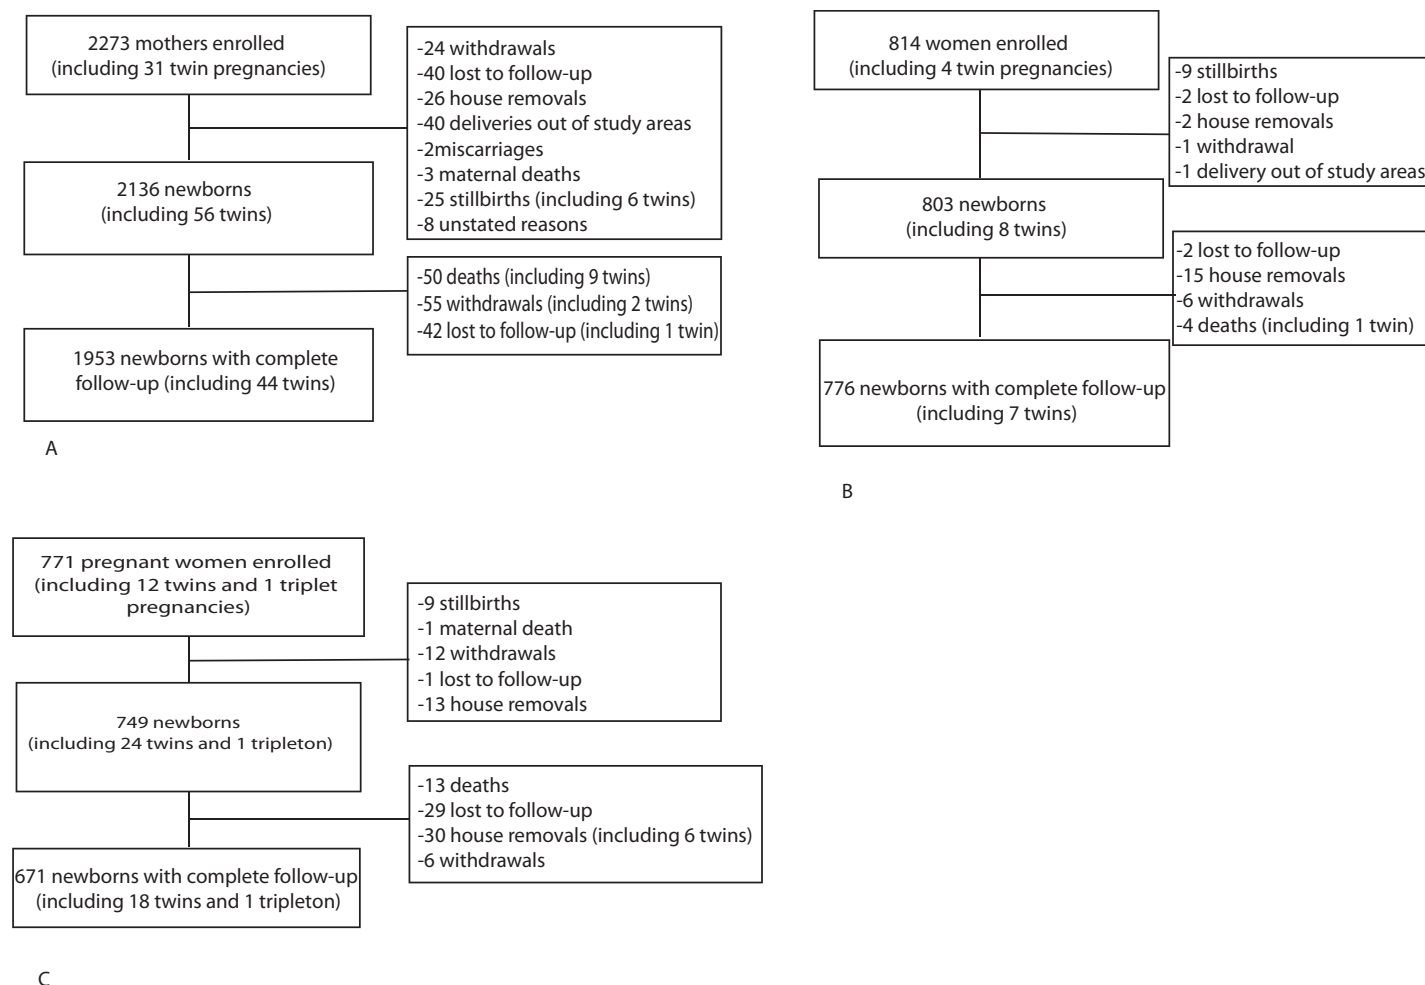 2273 mothers enrolled
(including 31 twin pregnancies)
-24 withdrawals
-40 lost to follow-up
-26 house removals
-40 deliveries out of study areas
-2miscarriages
-3 maternal deaths
-25 stillbirths (including 6 twins)
-8 unstated reasons
2136 newborns
(including 56 twins)
-50 deaths (including 9 twins)
-55 withdrawals (including 2 twins)
-42 lost to follow-up (including 1 twin)
1953 newborns with complete
follow-up (including 44 twins)
A
814 women enrolled
(including 4 twin pregnancies)
-9 stillbirths
-2 lost to follow-up
-2 house removals
-1 withdrawal
-1 delivery out of study areas
803 newborns
(including 8 twins)
-2 lost to follow-up
-15 house removals
-6 withdrawals
-4 deaths (including 1 twin)
776 newborns with complete follow-up
(including 7 twins)
B
771 pregnant women enrolled
(including 12 twins and 1 triplet
pregnancies)
-9 stillbirths
-1 maternal death
-12 withdrawals
-1 lost to follow-up
-13 house removals
749 newborns
(including 24 twins and 1 tripleton)
-13 deaths
-29 lost to follow-up
-30 house removals (including 6 twins)
-6 withdrawals
671 newborns with complete follow-up
(including 18 twins and 1 tripleton)
C